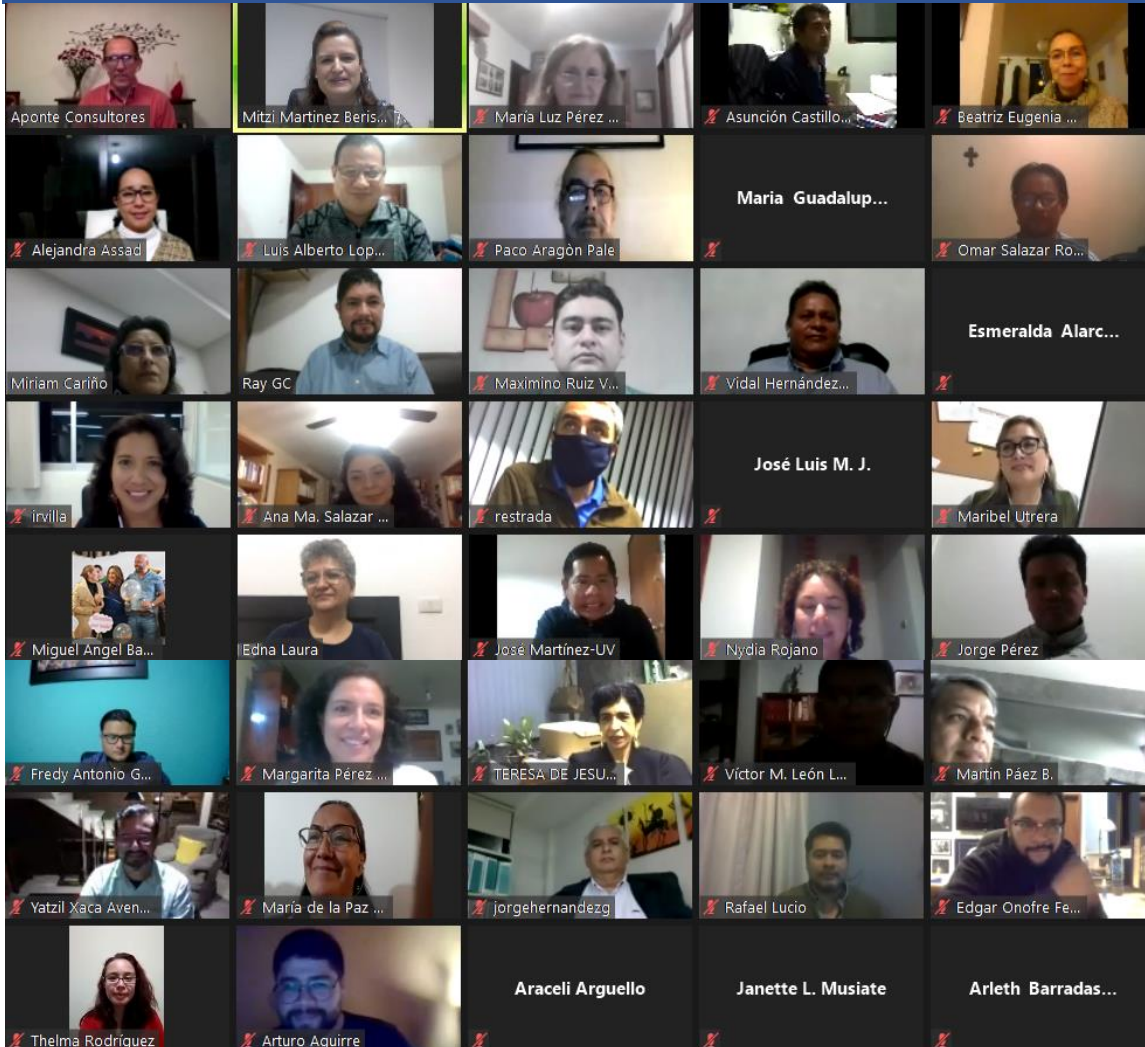 Aponte Consultores
Mitzi Martinez Beris...
María Luz Pérez ...
Asunción Castillo...
Beatriz Eugenia ...
Alejandra Assad
Luis Alberto Lop...
Paco Aragòn Pale
Maria Guadalup...
Omar Salazar Ro...
Miriam Cariño
Ray GC
Maximino Ruiz V...
Vidal Hernández...
Esmeralda Alarc...
irvilla
Ana Ma. Salazar ...
restrada
José Luis M. J.
Maribel Utrera
Miguel Angel Ba...
Edna Laura
José Martínez-UV
Nydia Rojano
Jorge Pérez
Fredy Antonio G...
Margarita Pérez ...
TERESA DE JESU...
Víctor M. León L...
Martin Páez B.
Yatzil Xaca Aven...
María de la Paz ...
jorgehernandezg
Rafael Lucio
Edgar Onofre Fe...
Thelma Rodríguez
Arturo Aguirre
Araceli Arguello
Janette L. Musiate
Arleth Barradas...